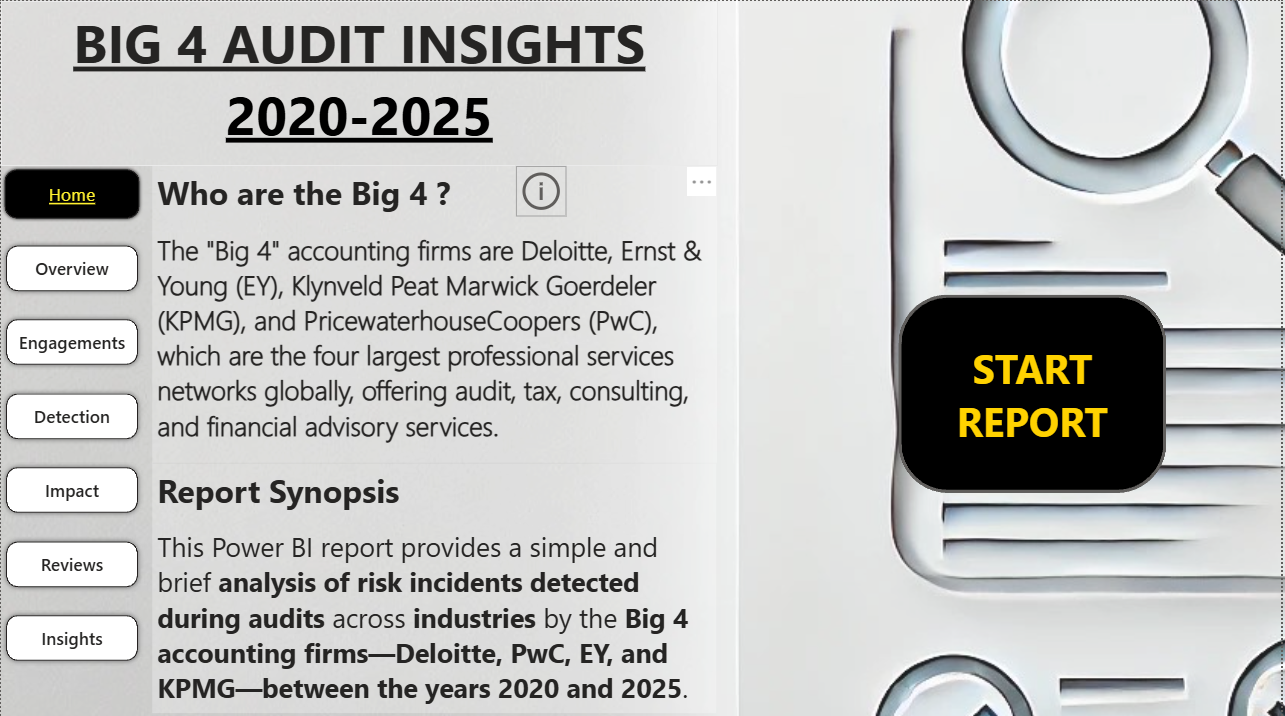 BIG 4 AUDIT INSIGHTS
2020-2025
Home
Overview
Engagements
Detection
Impact
Reviews
Insights
Who are the Big 4 ?
The "Big 4" accounting firms are Deloitte, Ernst &
Young (EY), Klynveld Peat Marwick Goerdeler
(KPMG), and PricewaterhouseCoopers (PwC),
which are the four largest professional services
networks globally, offering audit, tax, consulting,
and financial advisory services.
Report Synopsis
This Power BI report provides a simple and
brief analysis of risk incidents detected
during audits across industries by the Big 4
accounting firms—Deloitte, PwC, EY, and
KPMG—between the years 2020 and 2025.
START
REPORT